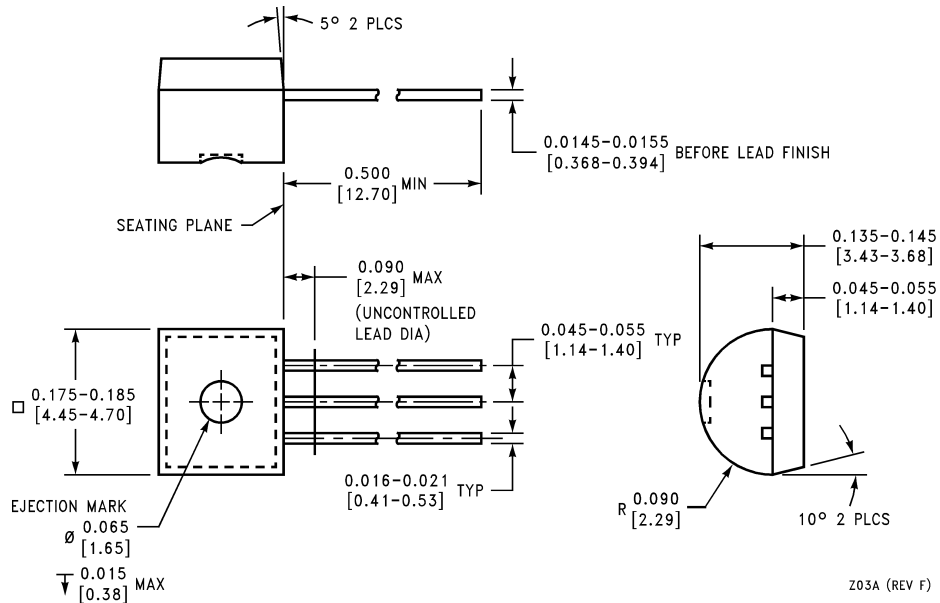 5° 2 PLCS
0.0145-0.0155
[0.368-0.394] BEFORE LEAD FINISH
0.500
[12.70] MIN
SEATING PLANE
0.135-0.145
[3.43-3.68]
0.090
[2.29] MAX
(UNCONTROLLED
LEAD DIA)
0.045-0.055
[1.14-1.40]
0.045-0.055
[1.14-1.40] TYP
□ 0.175-0.185
[4.45-4.70]
0.016-0.021
[0.41-0.53] TYP
EJECTION MARK
Ø 0.065
[1.65]
R 0.090
[2.29]
10° 2 PLCS
0.015
[0.38] MAX
Z03A (REV F)